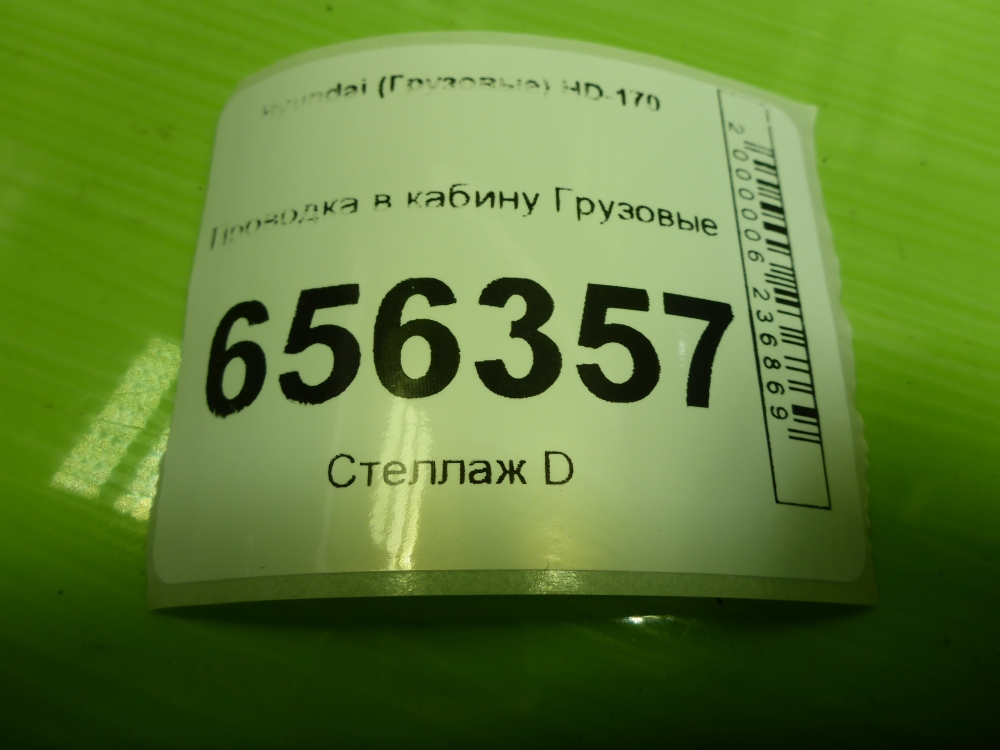 Hyundai (Грузовые) HD-170
Проводка в кабину Грузовые
656357
Стеллаж D
2000006236869